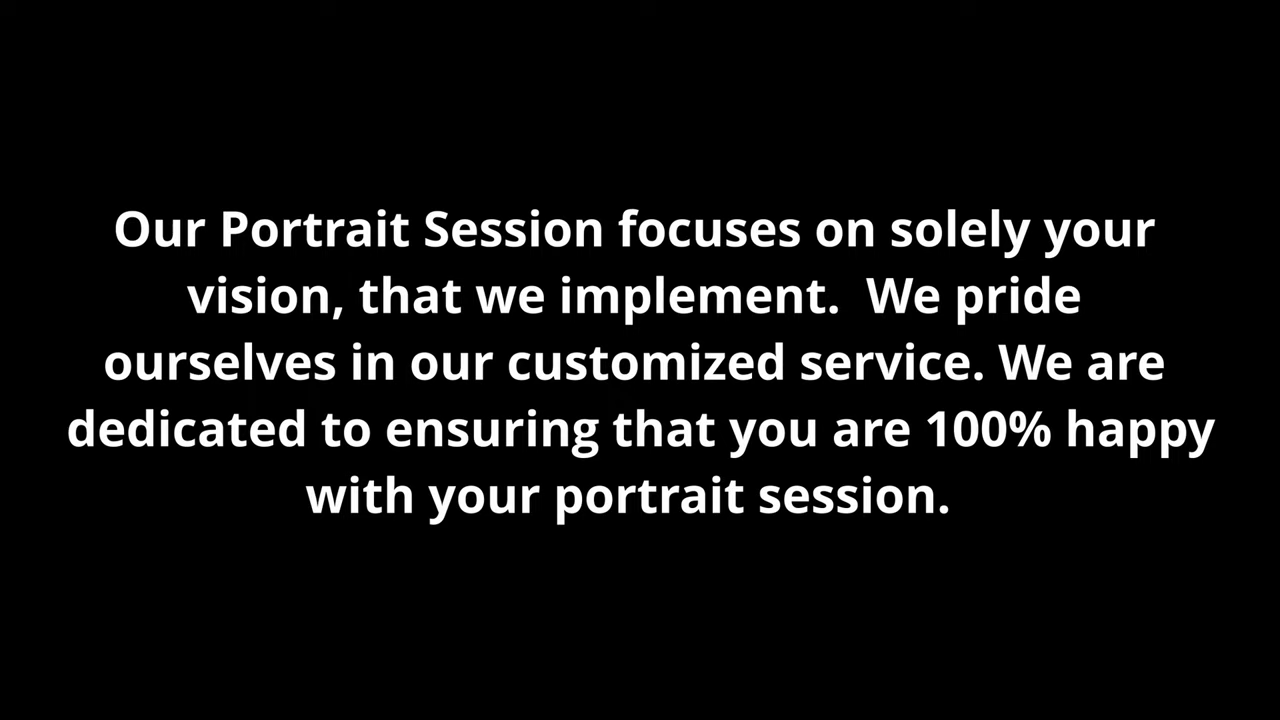 Our Portrait Session focuses on solely your
vision, that we implement.  We pride
ourselves in our customized service. We are
dedicated to ensuring that you are 100% happy
with your portrait session.